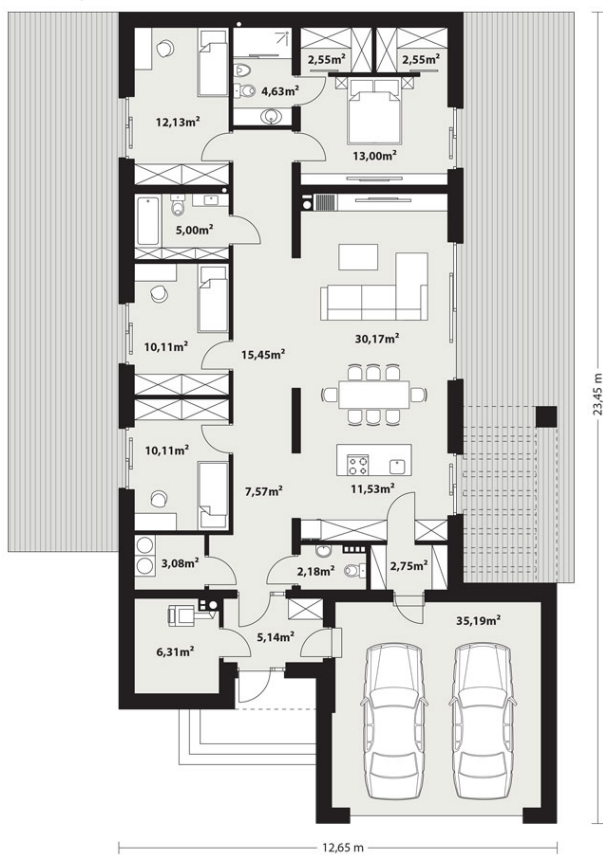 2,55m²
2,55m²
4,63m²
12,13m²
13,00m²
5,00m²
30,17m²
10,11m²
15,45m²
23,45 m
10,11m²
7,57m²
11,53m²
3,08m²
2,18m²
2,75m²
35,19m²
5,14m²
6,31m²
12,65 m